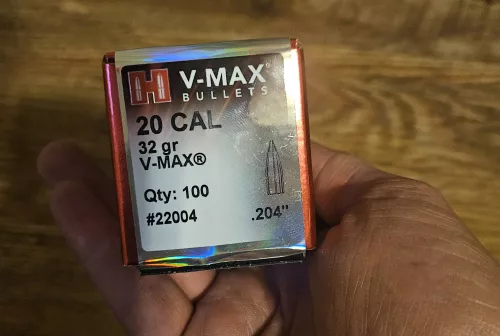 H V-MAX®
BULLETS
20 CAL
32 gr
V-MAX®
Qty: 100
#22004
.204"